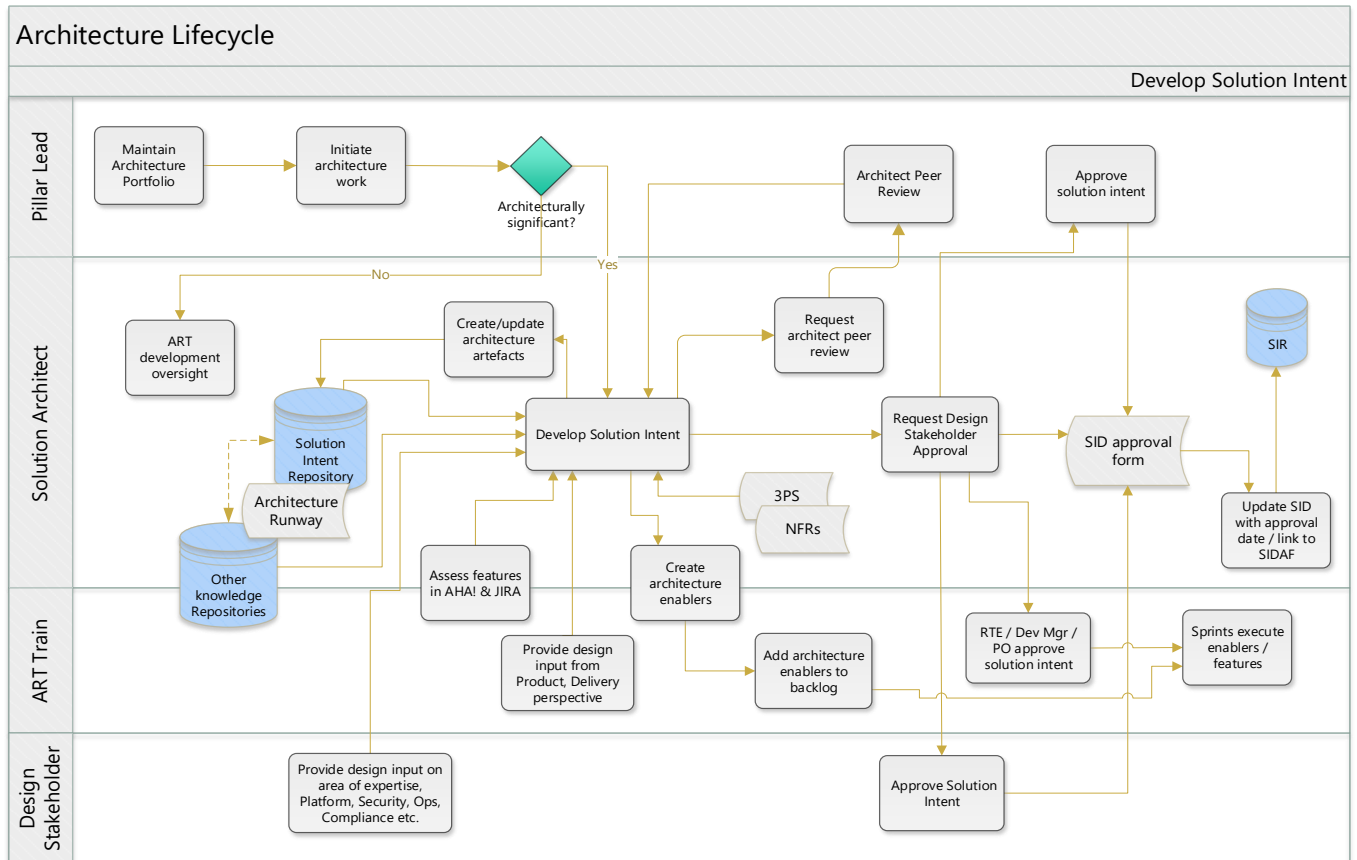 Architecture Lifecycle
Develop Solution Intent
Pillar Lead
Maintain
Architecture
Portfolio
Initiate
architecture
work
Architecturally
significant?
Architect Peer
Review
Approve
solution intent
No
Yes
Solution Architect
ART
development
oversight
Create/update
architecture
artefacts
Request
architect peer
review
SIR
Solution
Intent
Repository
Develop Solution Intent
Request Design
Stakeholder
Approval
SID approval
form
Architecture
Runway
3PS
NFRs
Update SID
with approval
date / link to
SIDAF
Other
knowledge
Repositories
Assess features
in AHA! & JIRA
Create
architecture
enablers
ART Train
Provide design
input from
Product, Delivery
perspective
Add architecture
enablers to
backlog
RTE / Dev Mgr /
PO approve
solution intent
Sprints execute
enablers /
features
Design
Stakeholder
Provide design input on
area of expertise,
Platform, Security, Ops,
Compliance etc.
Approve Solution
Intent